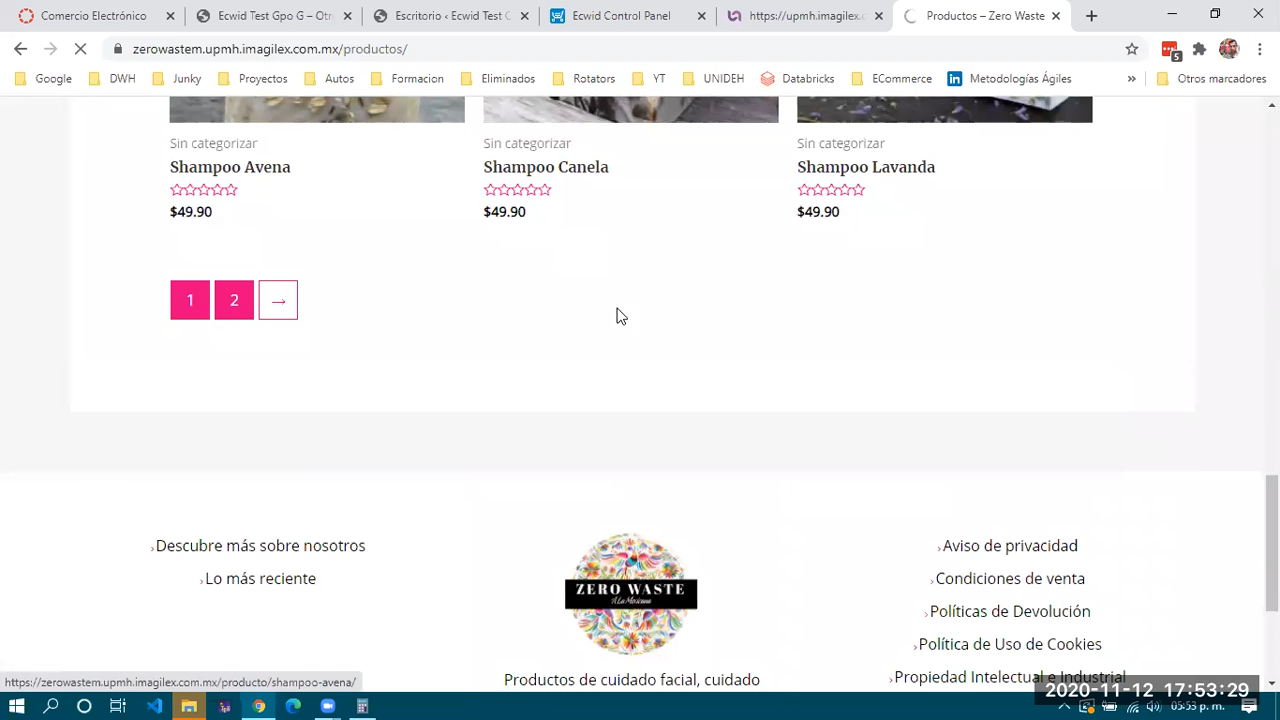 Comercio Electrónico
Ecwid Test Gpo G – Otr
Escritorio ‹ Ecwid Test G
Ecwid Control Panel
https://upmh.imagilex.co
Productos – Zero Waste
zerowastem.upmh.imagilex.com.mx/productos/
5
Google
DWH
Junky
Proyectos
Autos
Formacion
Eliminados
Rotators
YT
UNIDEH
Databricks
ECommerce
Metodologías Ágiles
»
Otros marcadores
Sin categorizar
Shampoo Avena
$49.90
Sin categorizar
Shampoo Canela
$49.90
Sin categorizar
Shampoo Lavanda
$49.90
1 2 →
›Descubre más sobre nosotros
›Lo más reciente
ZERO WASTE
A La Mexicana
Productos de cuidado facial, cuidado
›Aviso de privacidad
›Condiciones de venta
›Políticas de Devolución
›Política de Uso de Cookies
›Propiedad Intelectual e Industrial
https://zerowastem.upmh.imagilex.com.mx/producto/shampoo-avena/
2020-11-12 17:53:29
05:53 p. m.